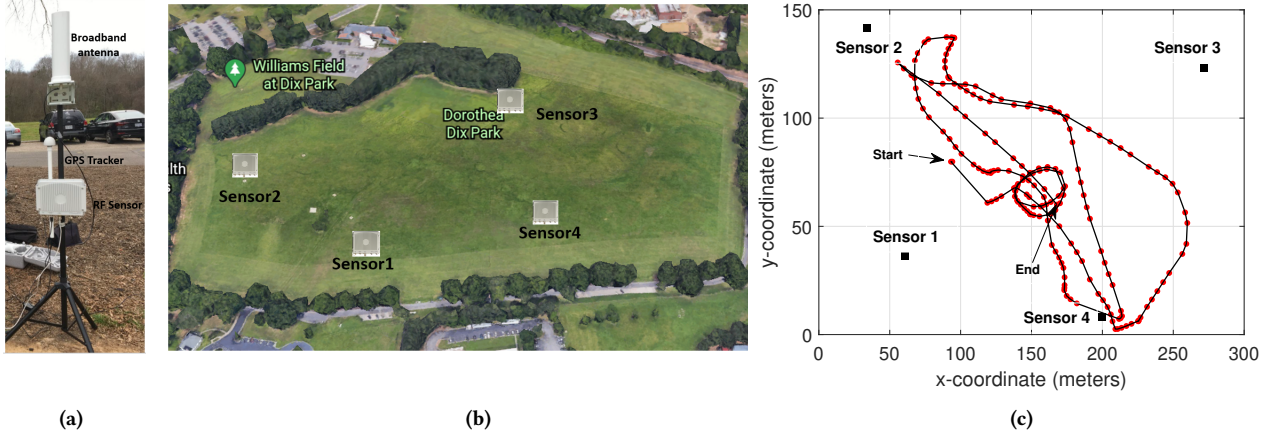 Broadband
antenna
GPS Tracker
RF Sensor
(a)
Williams Field
at Dix Park
Dorothea
Dix Park
Sensor3
Sensor2
Sensor4
Sensor1
(b)
150
100
50
0
y-coordinate (meters)
Sensor 2
Sensor 3
Start
Sensor 1
End
Sensor 4
0
50
100
150
200
250
300
x-coordinate (meters)
(c)